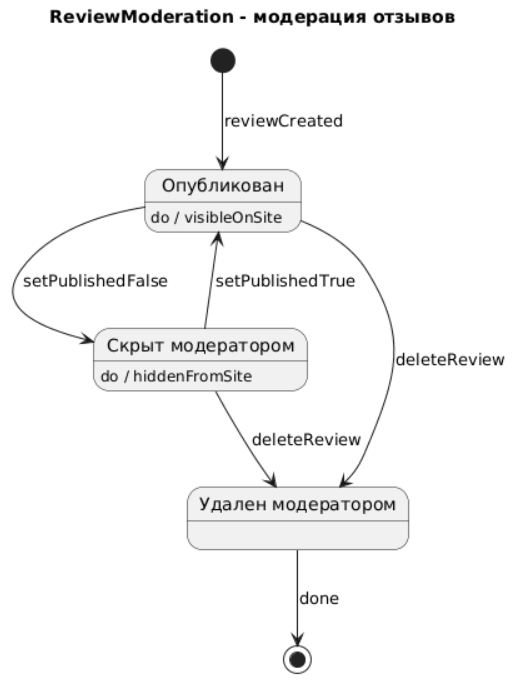 ReviewModeration - модерация отзывов
reviewCreated
Опубликован
do / visibleOnSite
setPublishedFalse
setPublishedTrue
Скрыт модератором
do / hiddenFromSite
deleteReview
deleteReview
Удален модератором
done